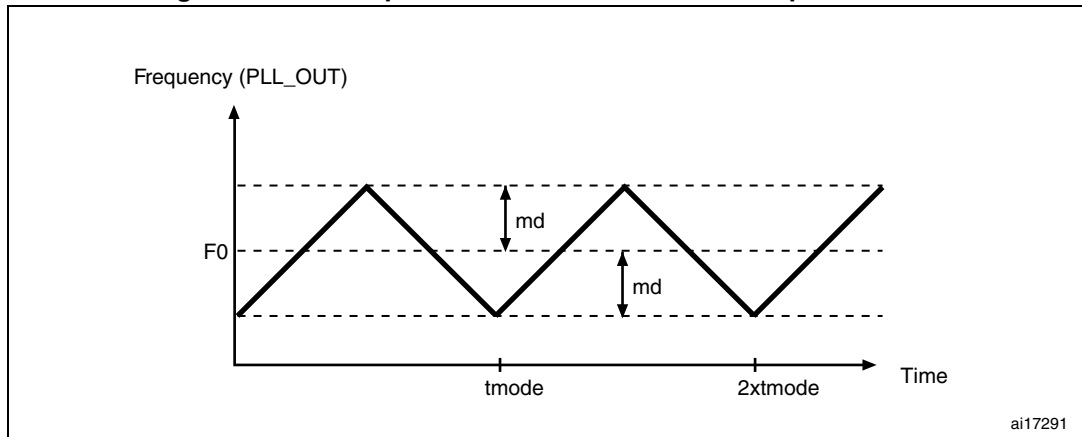 Frequency (PLL_OUT)
md
F0
md
tmode
2xtmode
Time
ai17291